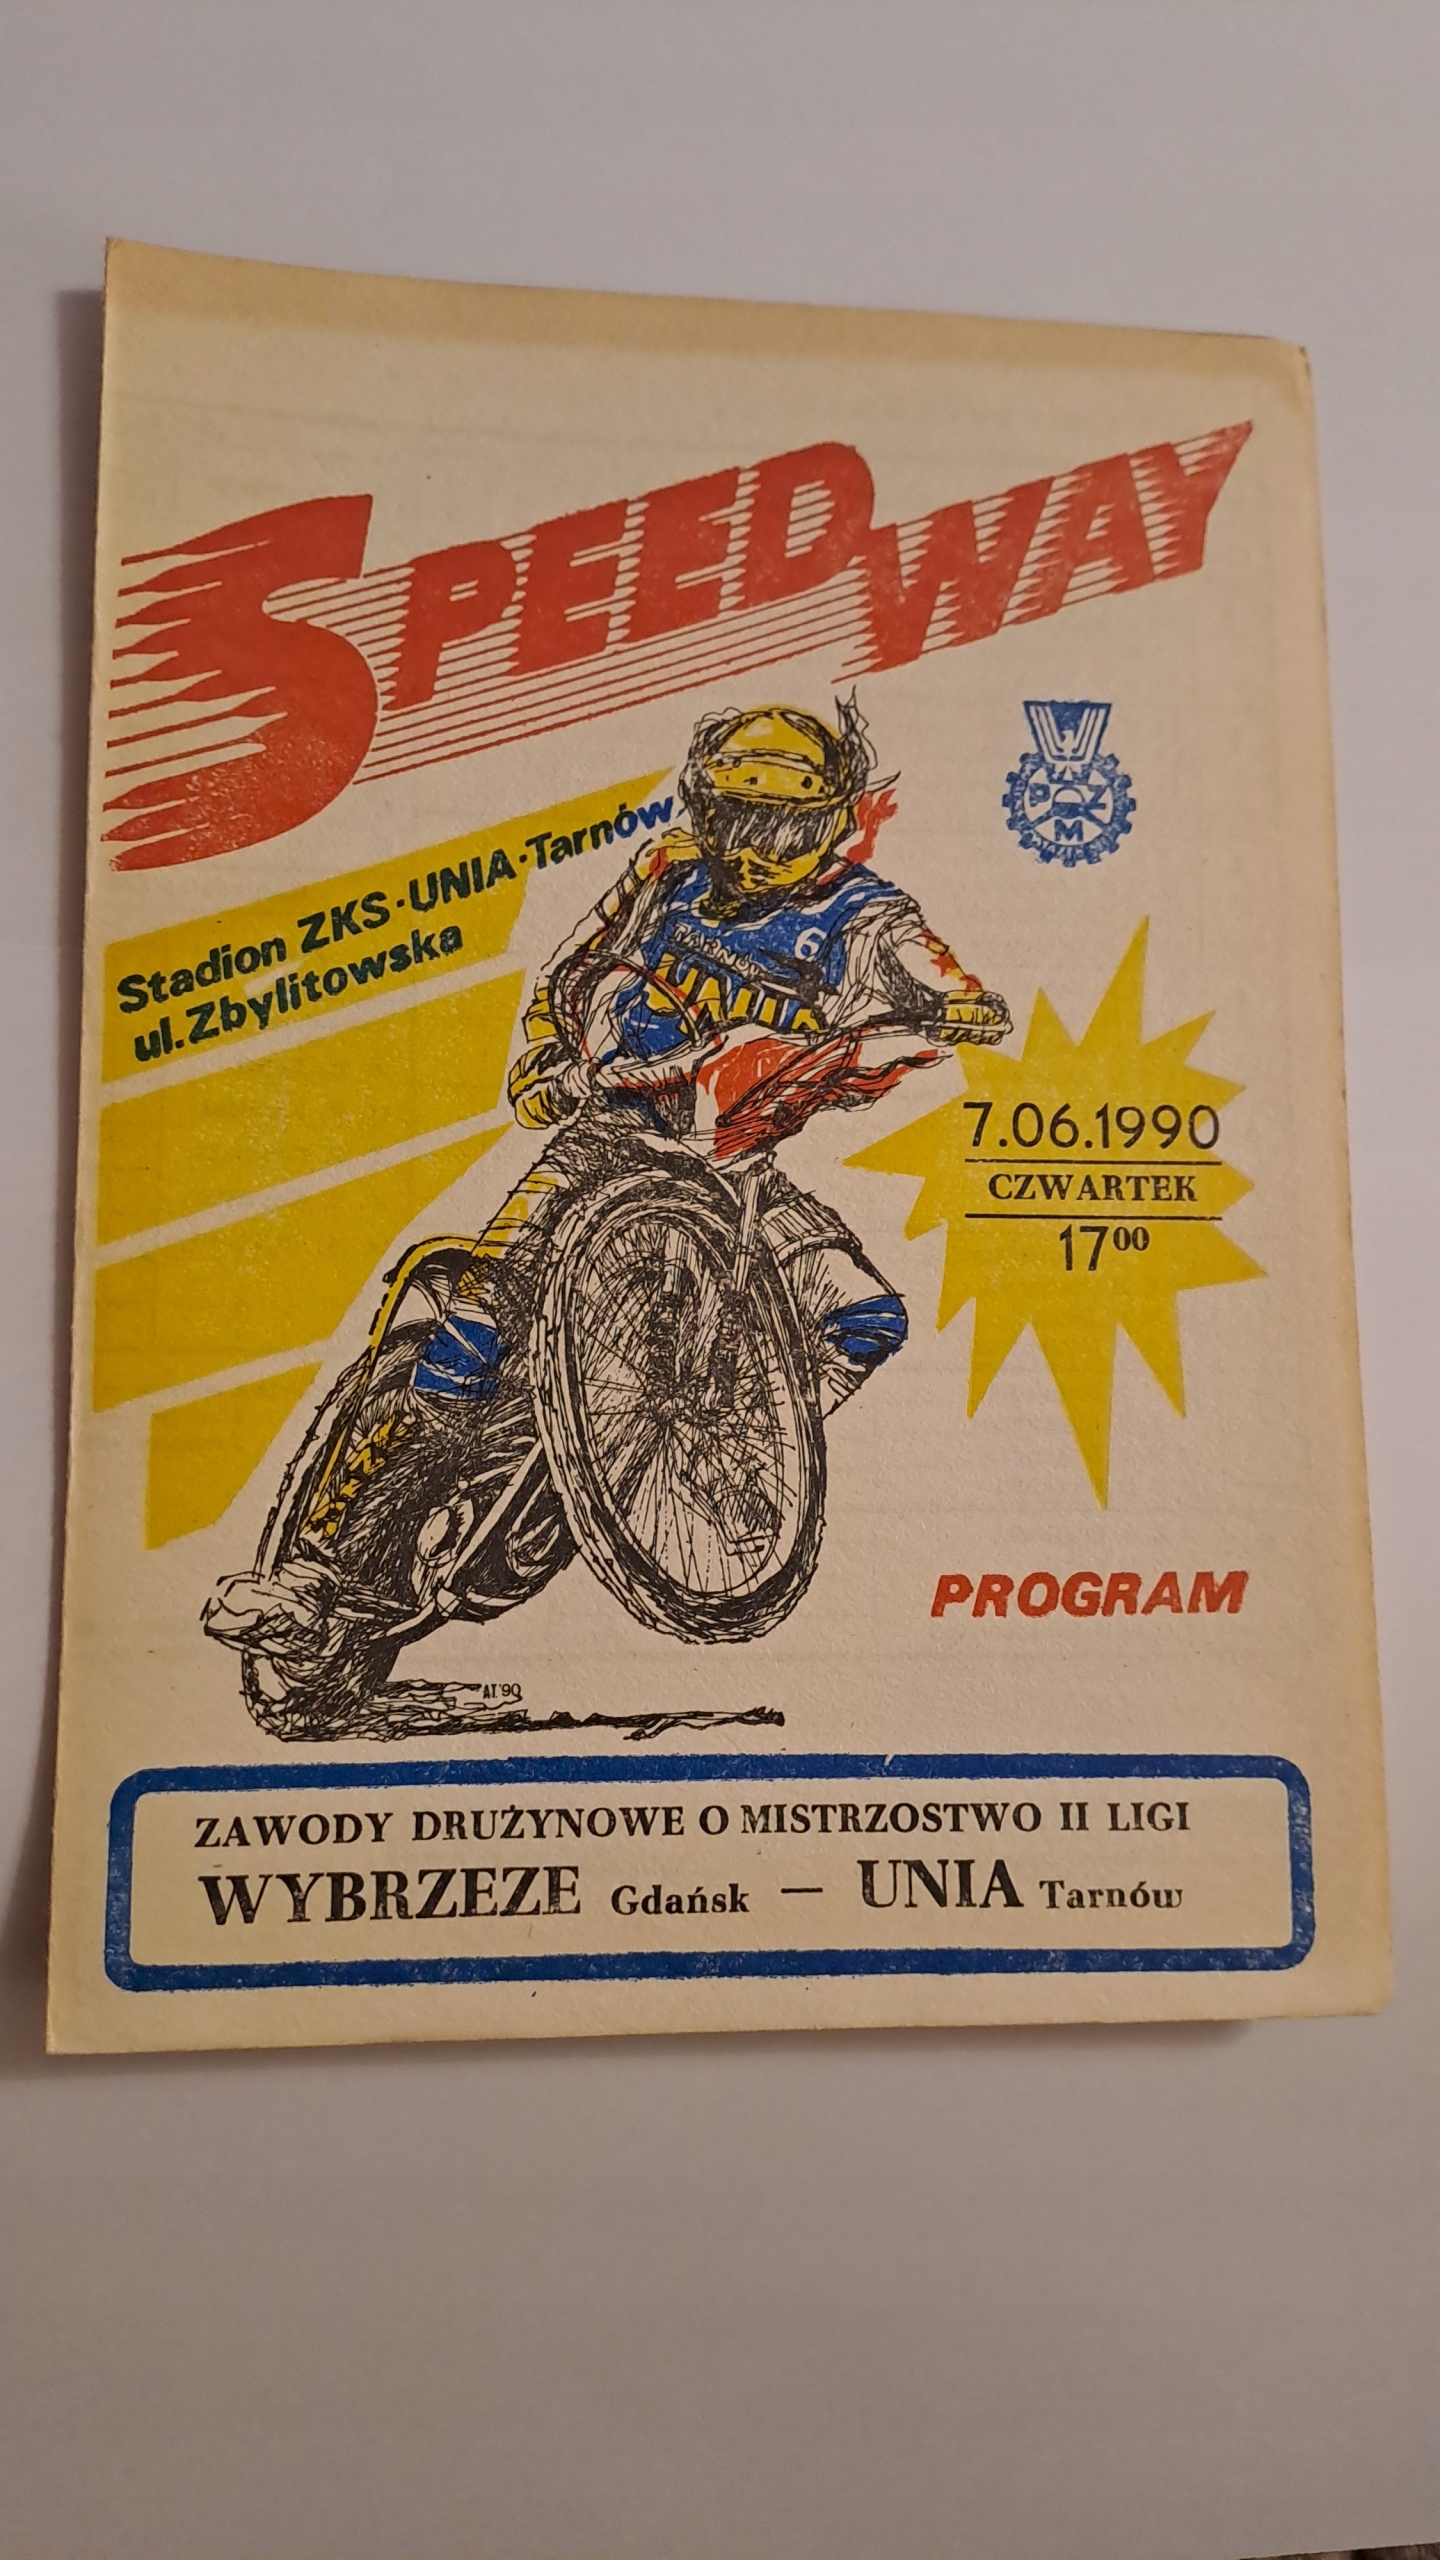 SPEEDWAY
Stadion ZKS·UNIA·Tarnów
ul. Zbylitowska
P Z
M
TARNÓW 6
UNIA
7.06.1990
CZWARTEK
17⁰⁰
PROGRAM
AT.'90
ZAWODY DRUŻYNOWE O MISTRZOSTWO II LIGI
WYBRZEZE Gdańsk — UNIA Tarnów